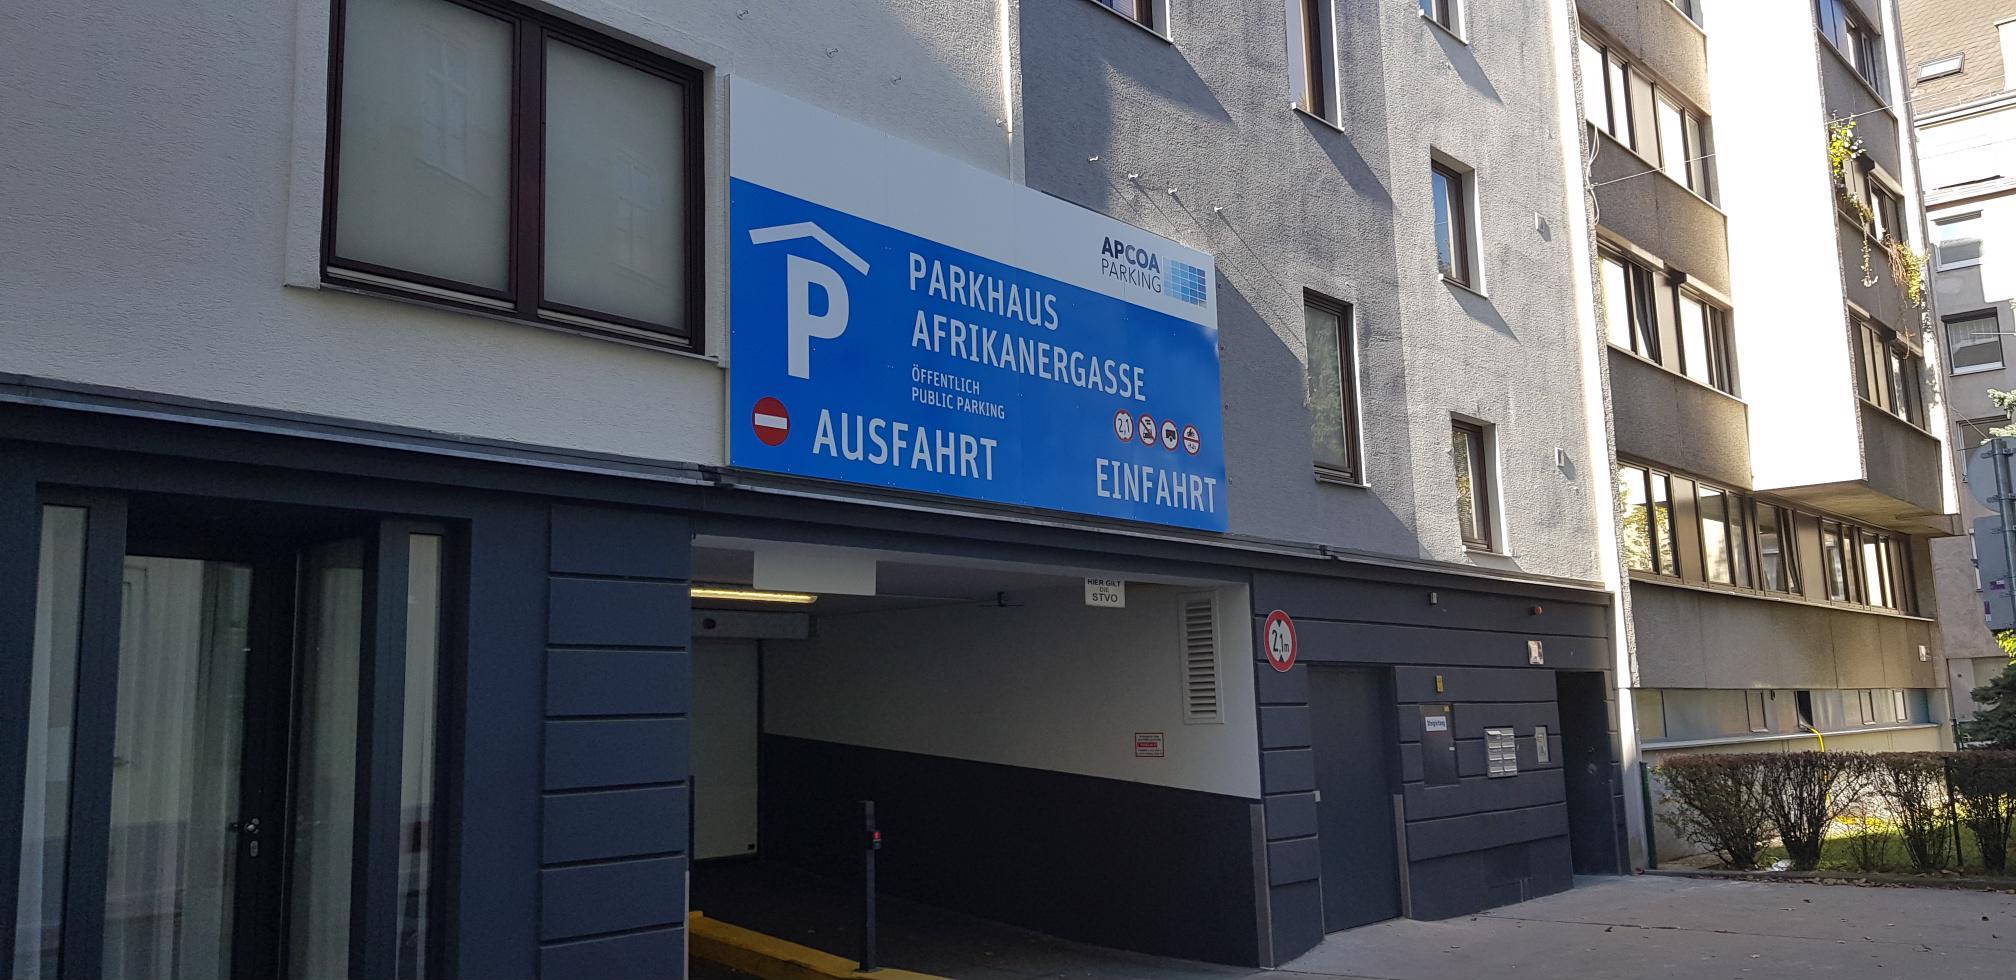 APCOA
PARKING
P
PARKHAUS
AFRIKANERGASSE
ÖFFENTLICH
PUBLIC PARKING
2,1
AUSFAHRT
EINFAHRT
HIER GILT
DIE
STVO
2,1m